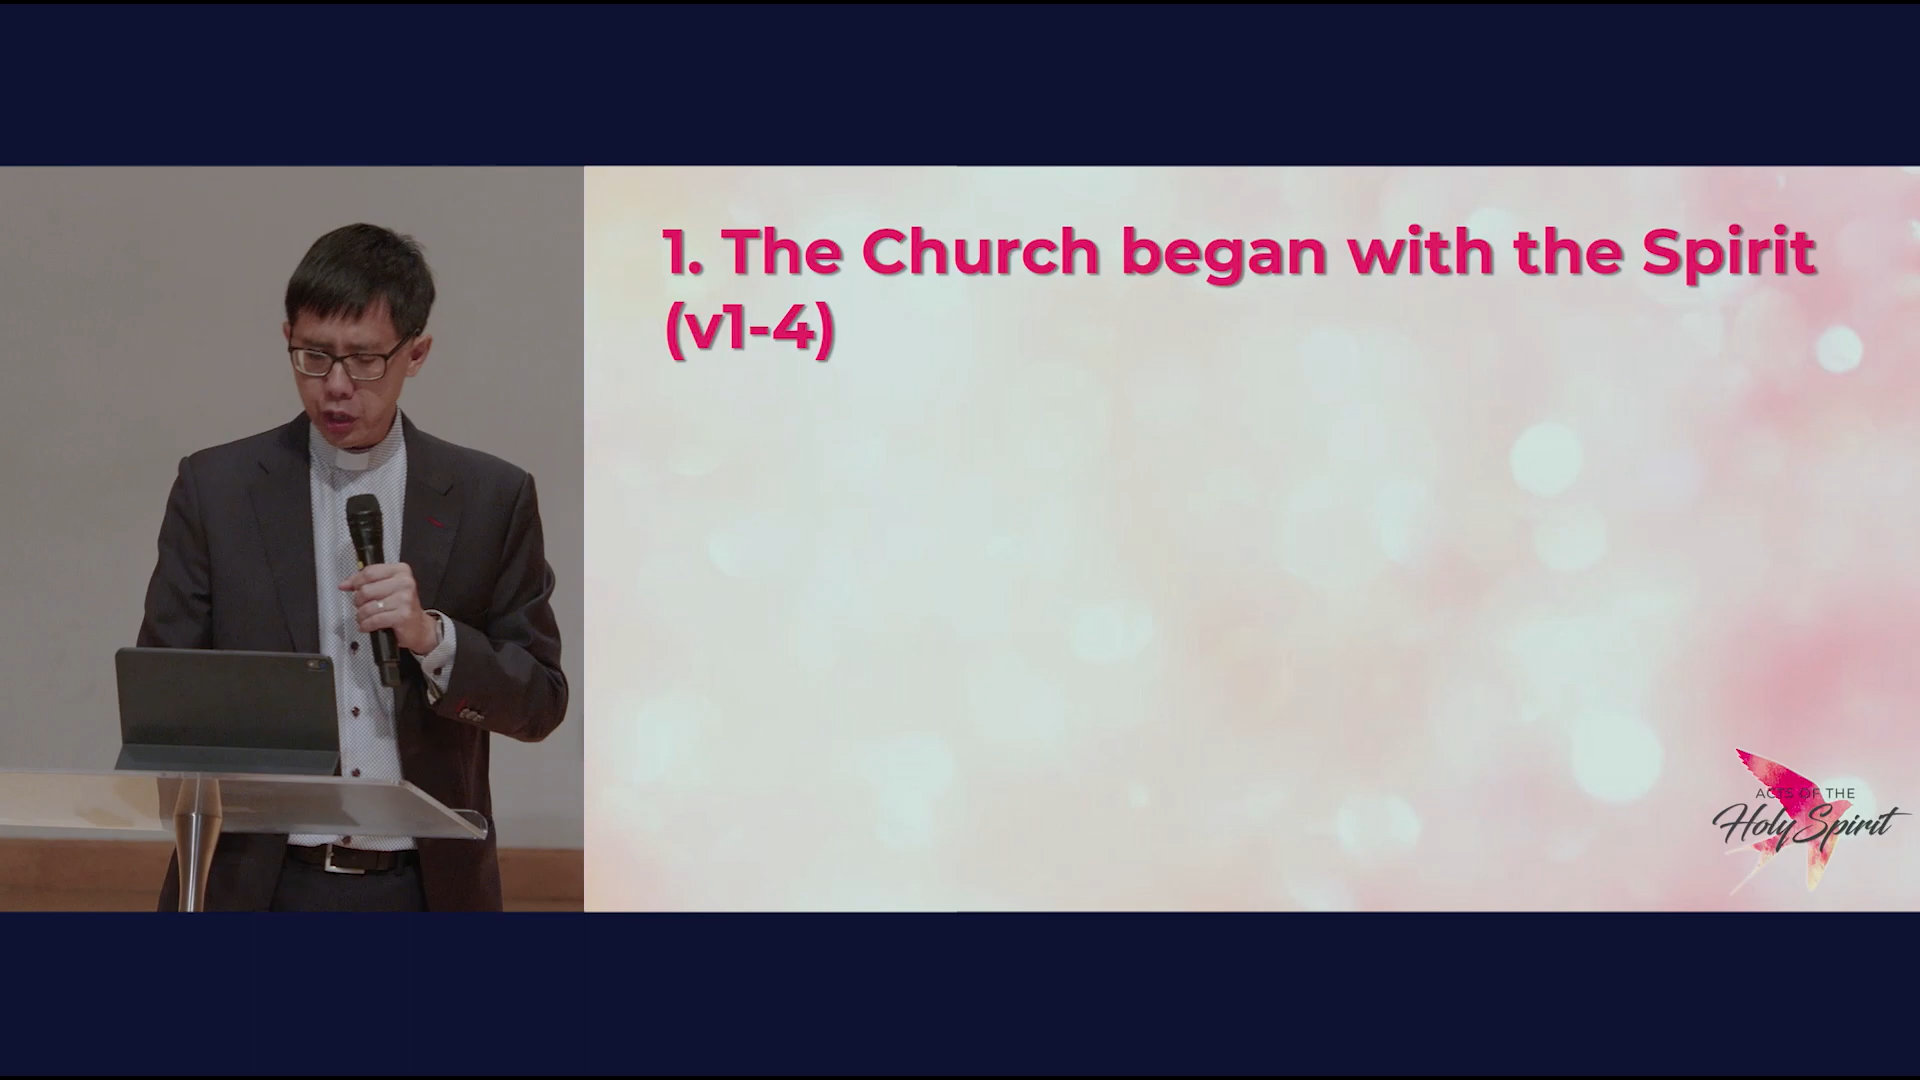 1. The Church began with the Spirit
(v1-4)
ACTS OF THE
Holy Spirit